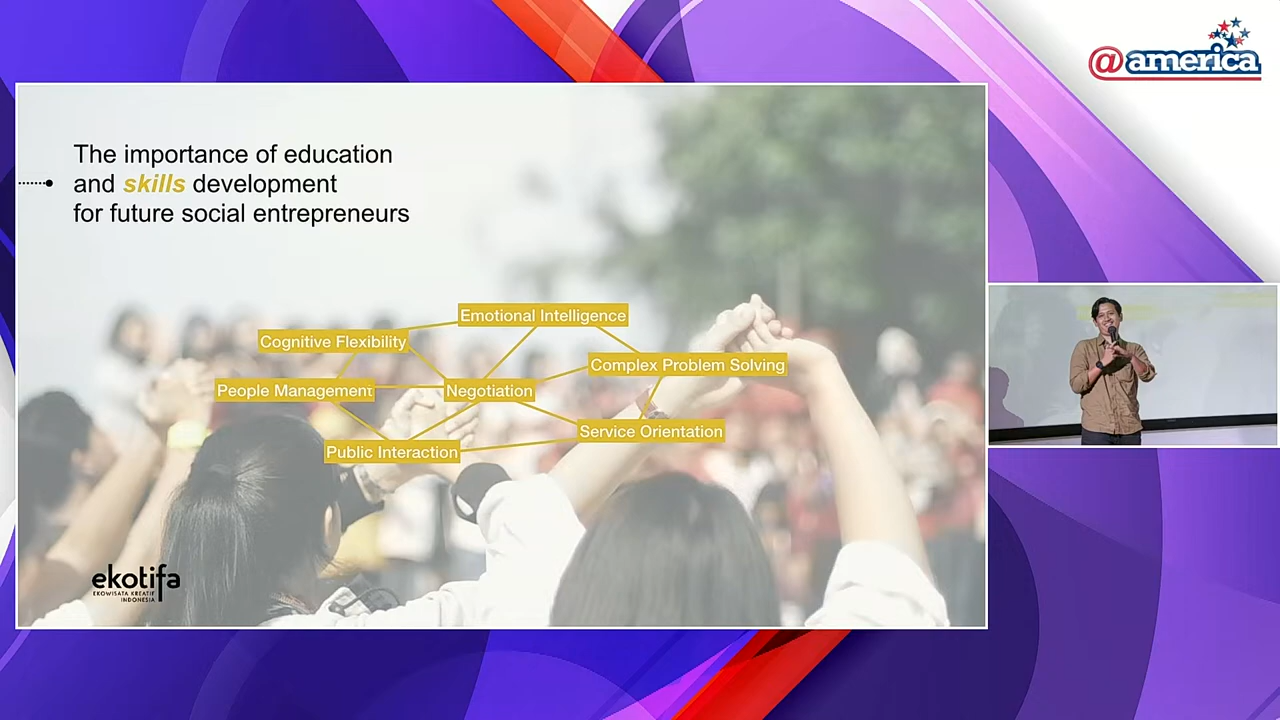 @america
The importance of education
and skills development
for future social entrepreneurs
Emotional Intelligence
Cognitive Flexibility
Complex Problem Solving
People Management
Negotiation
Service Orientation
Public Interaction
ekotifa
EKOWISATA KREATIF
INDONESIA